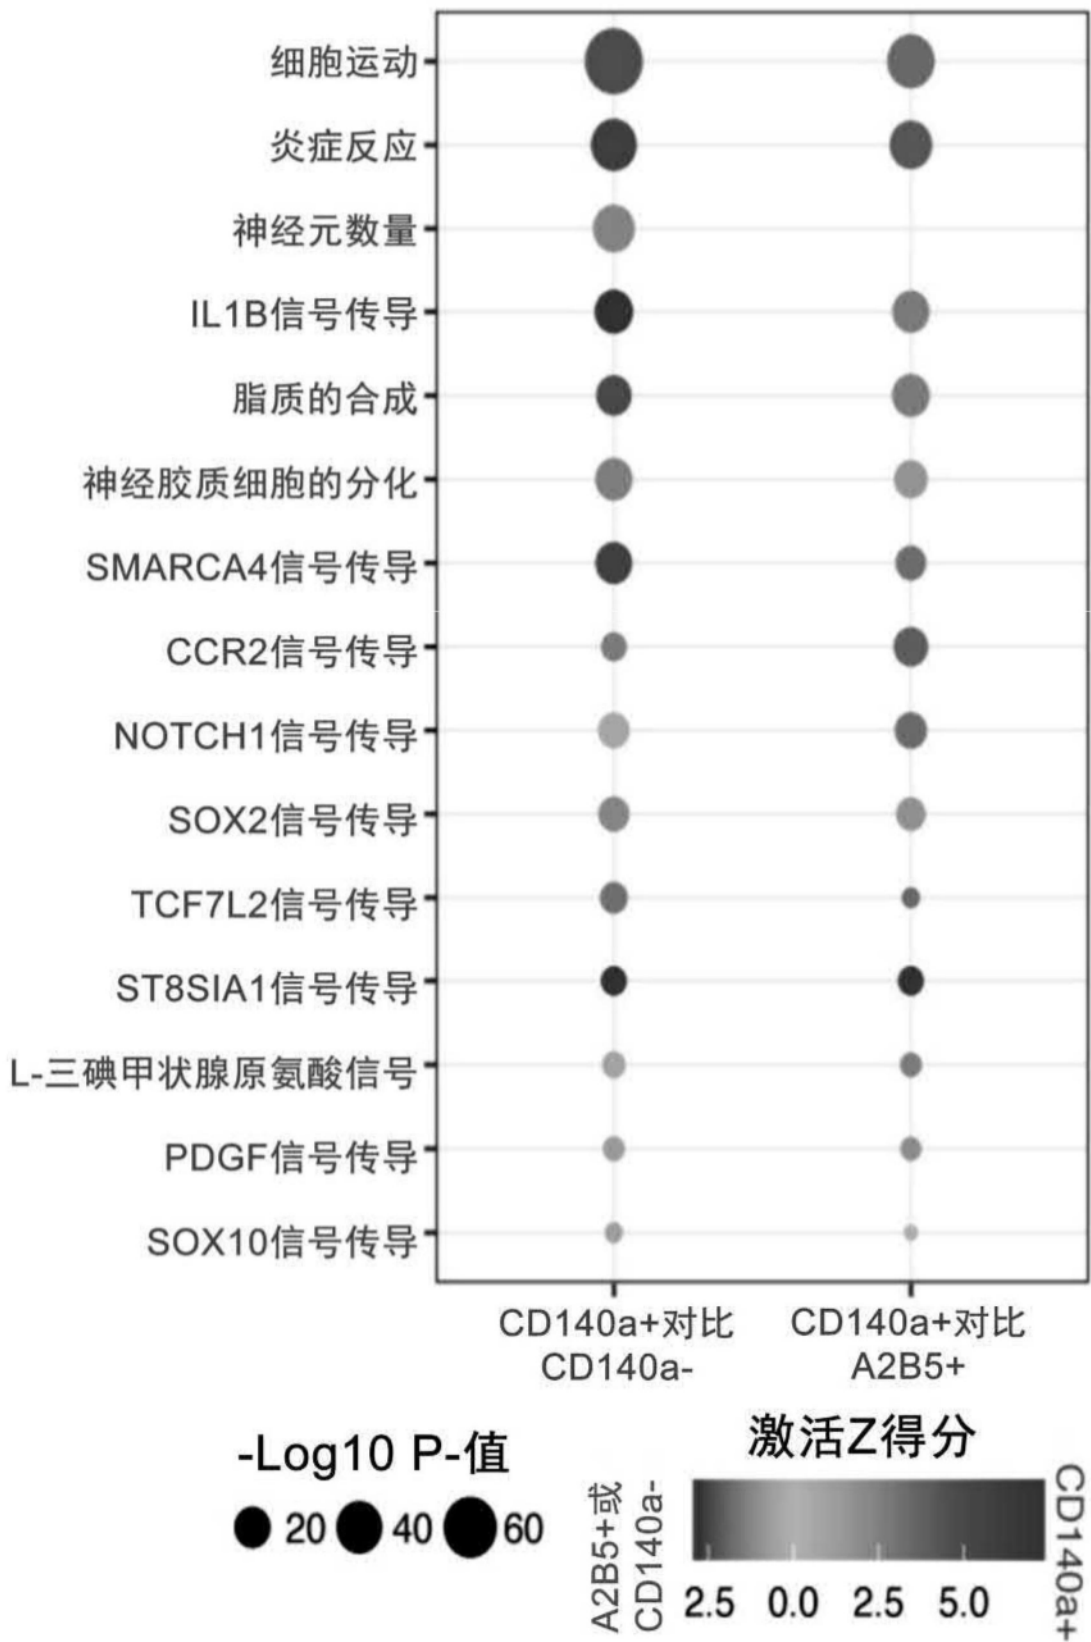 细胞运动
炎症反应
神经元数量
IL1B信号传导
脂质的合成
神经胶质细胞的分化
SMARCA4信号传导
CCR2信号传导
NOTCH1信号传导
SOX2信号传导
TCF7L2信号传导
ST8SIA1信号传导
L-三碘甲状腺原氨酸信号
PDGF信号传导
SOX10信号传导
CD140a+对比
CD140a-
CD140a+对比
A2B5+
-Log10 P-值
20 40 60
激活Z得分
A2B5+或
CD140a-
2.5 0.0 2.5 5.0
CD140a+